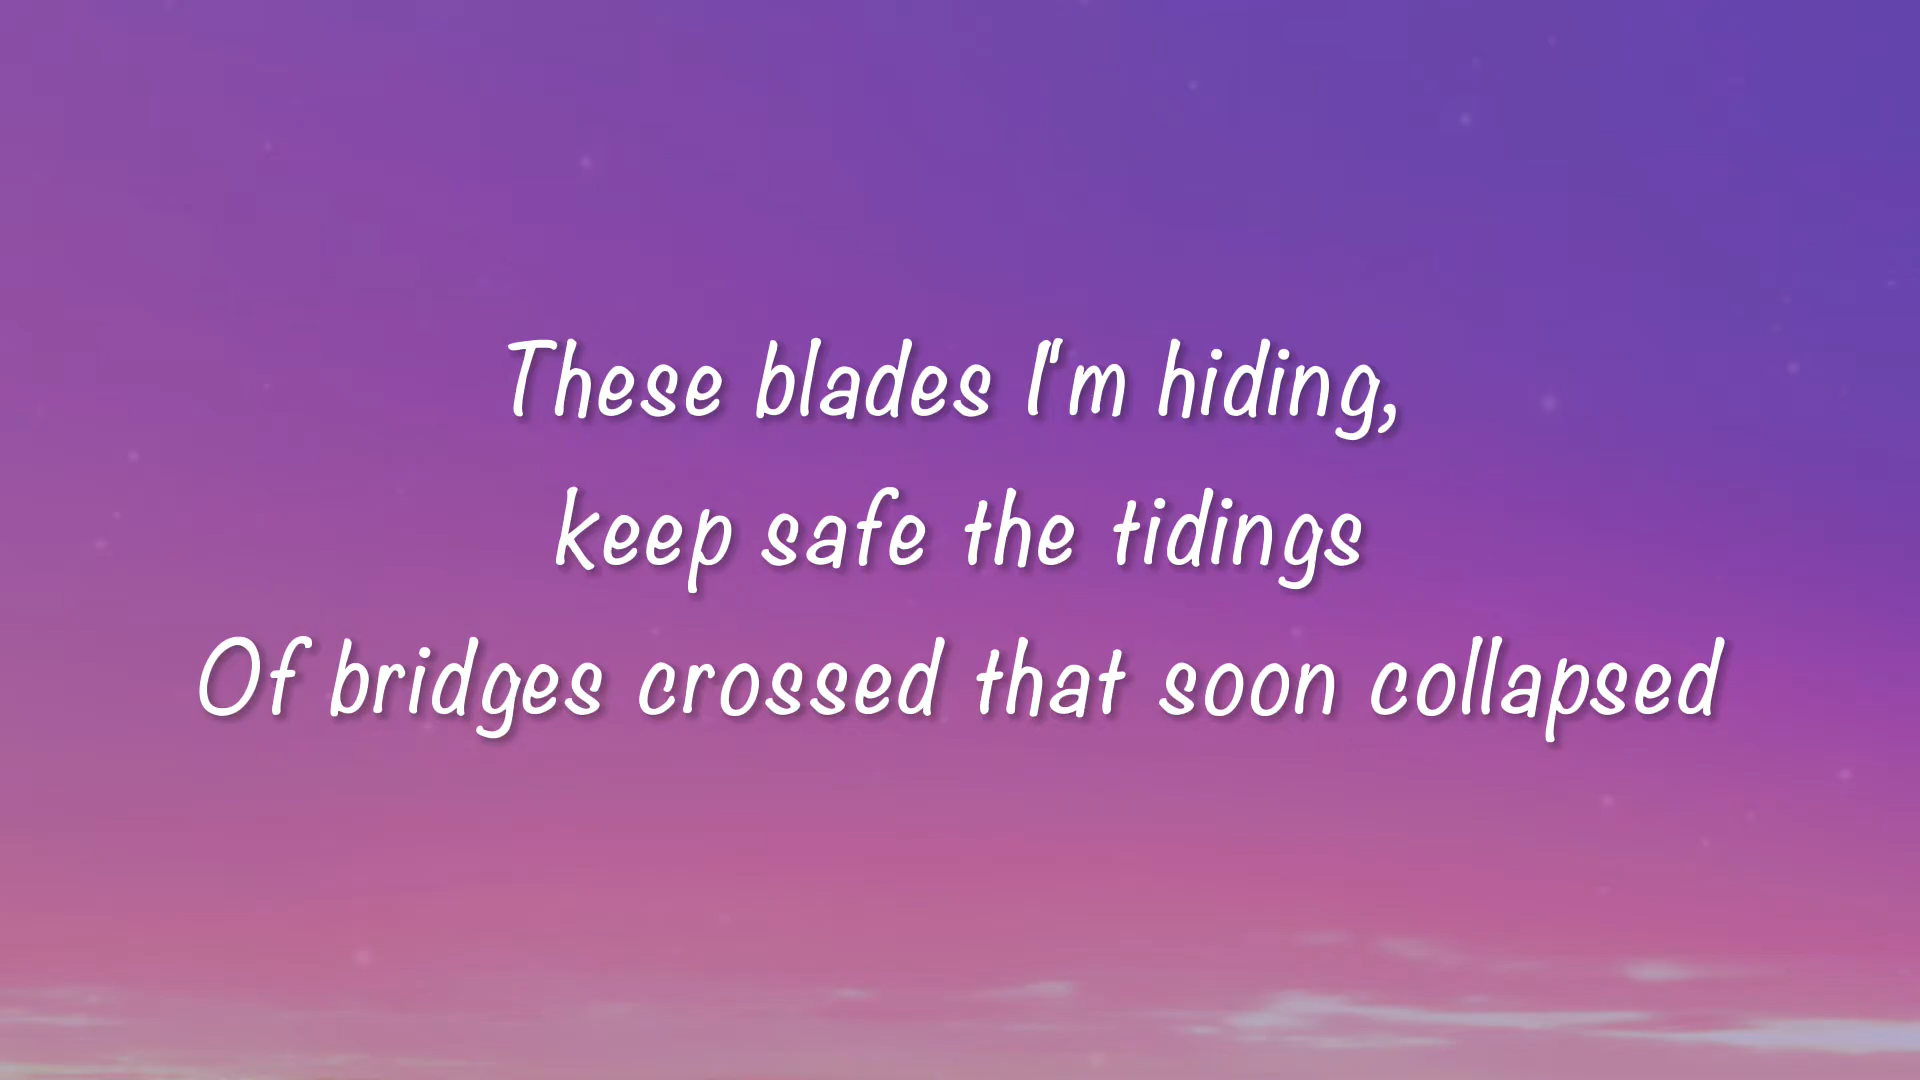 These blades I'm hiding,
keep safe the tidings
Of bridges crossed that soon collapsed